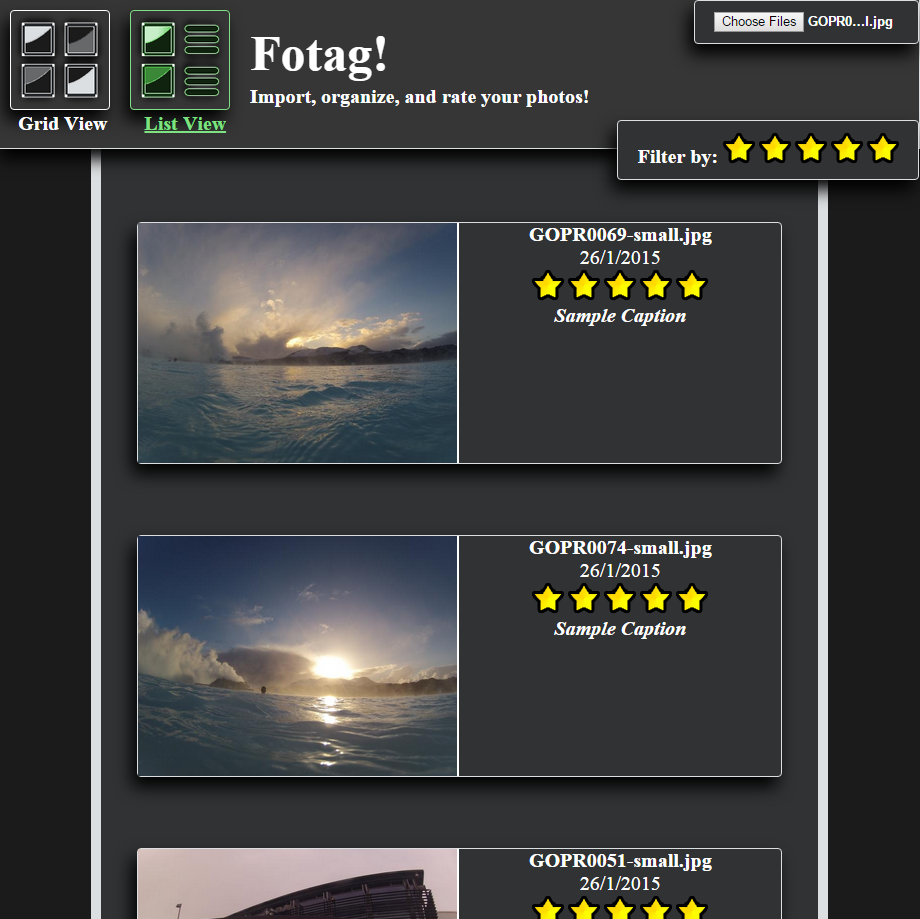 Choose Files GOPR0...l.jpg
Fotag!
Import, organize, and rate your photos!
Grid View
List View
Filter by:
GOPR0069-small.jpg
26/1/2015
Sample Caption
GOPR0074-small.jpg
26/1/2015
Sample Caption
GOPR0051-small.jpg
26/1/2015